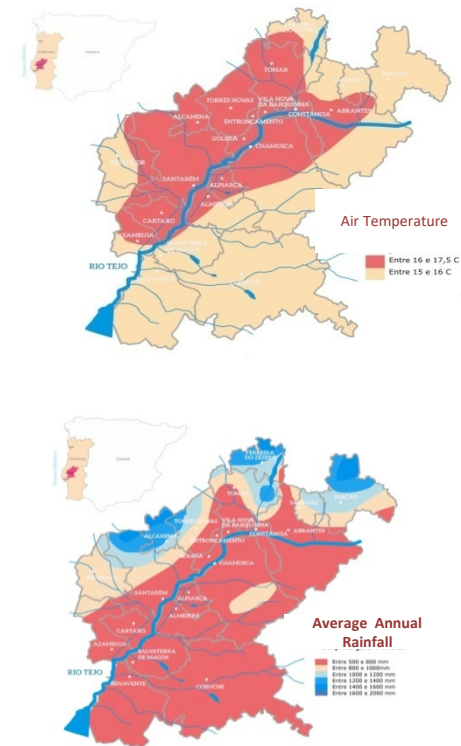 TOMAR
TORRES NOVAS
VILA NOVA
DA BARQUINHA
ALCANENA
ENTRONCAMENTO
CONSTÂNCIA
ABRANTES
GOLEGÃ
CHAMUSCA
SANTARÉM
ALPIARÇA
CARTAXO
AZAMBUJA
RIO TEJO
Air Temperature
Entre 16 e 17,5 C
Entre 15 e 16 C
FERREIRA
DO ZÊZERE
TOMAR
MAÇÃO
TORRES NOVAS
VILA NOVA
DA BARQUINHA
ALCANENA
ENTRONCAMENTO
CONSTÂNCIA
ABRANTES
CHAMUSCA
SANTARÉM
ALPIARÇA
ALMEIRIM
CARTAXO
AZAMBUJA
SALVATERRA
DE MAGOS
RIO TEJO
BENAVENTE
CORUCHE
Average Annual
Rainfall
Entre 500 e 800 mm
Entre 800 e 1000mm
Entre 1000 e 1200 mm
Entre 1200 e 1400 mm
Entre 1400 e 1600 mm
Entre 1600 e 2000 mm